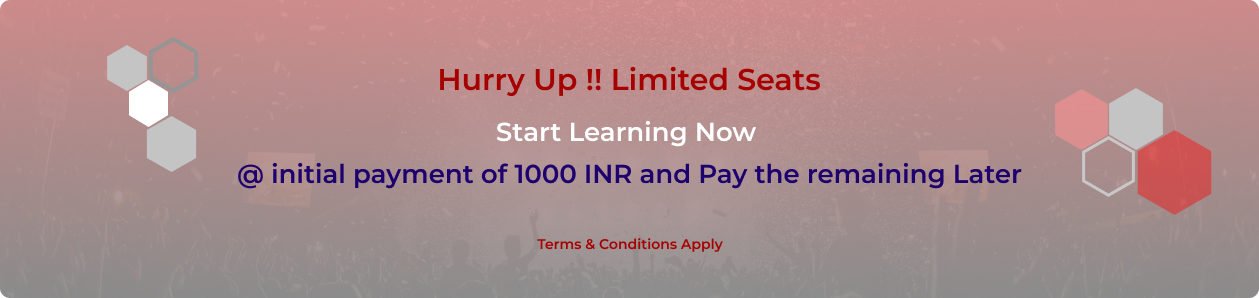 Hurry Up !! Limited Seats
Start Learning Now
@ initial payment of 1000 INR and Pay the remaining Later
Terms & Conditions Apply